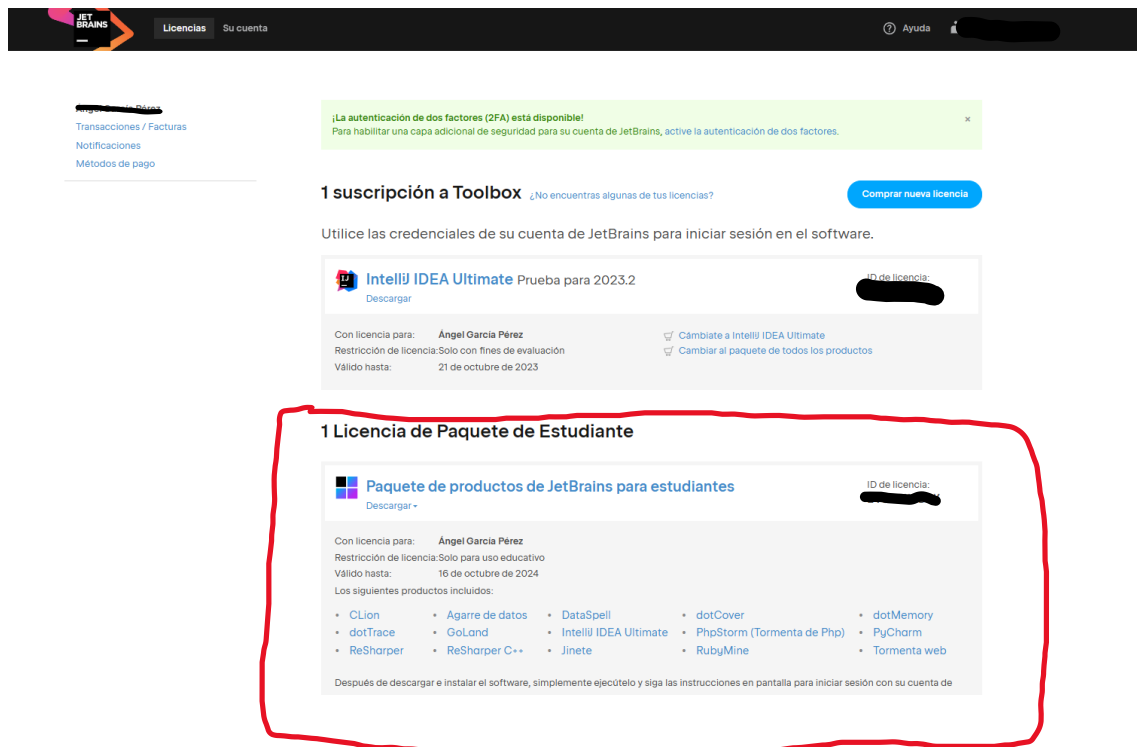 JET
BRAINS
Licencias Su cuenta
Ayuda
Transacciones / Facturas
Notificaciones
Métodos de pago
¡La autenticación de dos factores (2FA) está disponible!
Para habilitar una capa adicional de seguridad para su cuenta de JetBrains, active la autenticación de dos factores.
×
1 suscripción a Toolbox ¿No encuentras algunas de tus licencias?
Comprar nueva licencia
Utilice las credenciales de su cuenta de JetBrains para iniciar sesión en el software.
IntelliJ IDEA Ultimate Prueba para 2023.2
ID de licencia:
Descargar
Con licencia para: Ángel García Pérez
Cámbiate a IntelliJ IDEA Ultimate
Restricción de licencia:Solo con fines de evaluación
Cambiar al paquete de todos los productos
Válido hasta: 21 de octubre de 2023
1 Licencia de Paquete de Estudiante
Paquete de productos de JetBrains para estudiantes
ID de licencia:
Descargar
Con licencia para: Ángel García Pérez
Restricción de licencia:Solo para uso educativo
Válido hasta: 16 de octubre de 2024
Los siguientes productos incluidos:
• CLion • Agarre de datos • DataSpell • dotCover • dotMemory
• dotTrace • GoLand • IntelliJ IDEA Ultimate • PhpStorm (Tormenta de Php) • PyCharm
• ReSharper • ReSharper C++ • Jinete • RubyMine • Tormenta web
Después de descargar e instalar el software, simplemente ejecútelo y siga las instrucciones en pantalla para iniciar sesión con su cuenta de